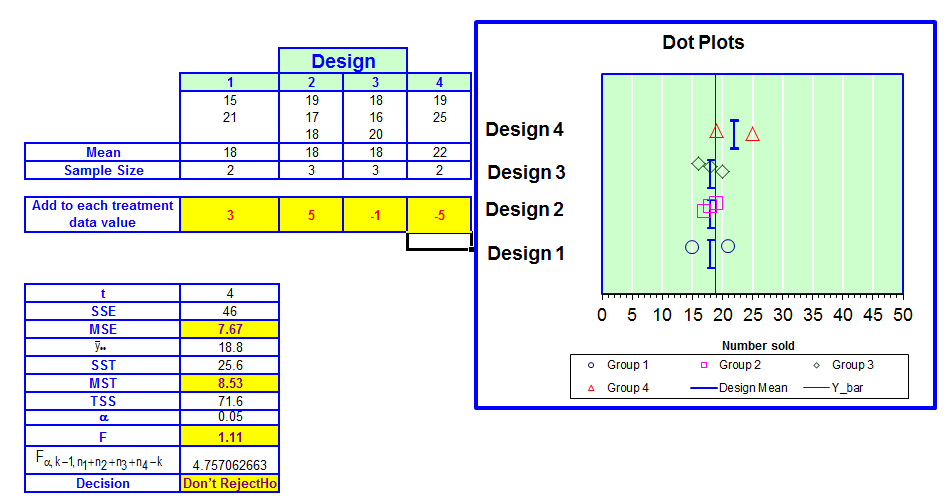 Design
1 2 3 4
15 19 18 19
21 17 16 25
18 20
Mean 18 18 18 22
Sample Size 2 3 3 2
Add to each treatment
data value 3 5 -1 -5
t 4
SSE 46
MSE 7.67
ȳ•• 18.8
SST 25.6
MST 8.53
TSS 71.6
α 0.05
F 1.11
Fα, k−1, n1+n2+n3+n4−k 4.757062663
Decision Don't RejectHo
Dot Plots
Design 4
Design 3
Design 2
Design 1
0 5 10 15 20 25 30 35 40 45 50
Number sold
Group 1 Group 2 Group 3
Group 4 Design Mean Y_bar